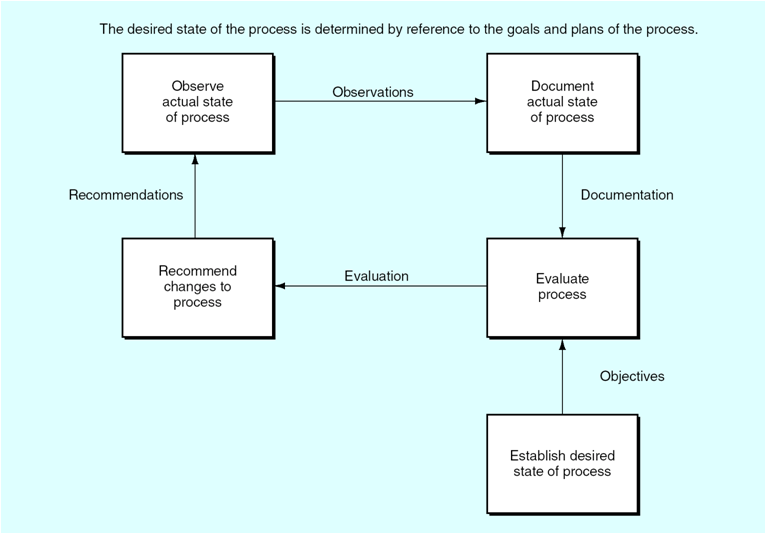 The desired state of the process is determined by reference to the goals and plans of the process.
Observe
actual state
of process
Observations
Document
actual state
of process
Recommendations
Documentation
Recommend
changes to
process
Evaluation
Evaluate
process
Objectives
Establish desired
state of process